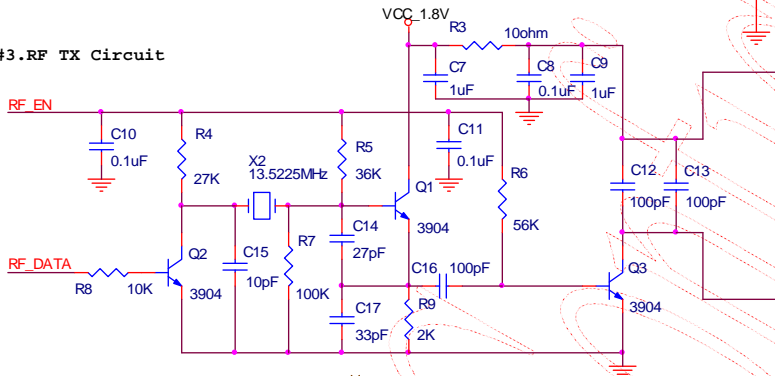 VCC_1.8V
R3 10ohm
#3.RF TX Circuit
C7 1uF
C8 0.1uF
C9 1uF
RF_EN
C10 0.1uF
R4 27K
X2 13.5225MHz
R5 36K
C11 0.1uF
Q1 3904
R6 56K
C12 100pF
C13 100pF
C14 27pF
RF_DATA
R8 10K
Q2 3904
C15 10pF
R7 100K
C16 100pF
Q3 3904
C17 33pF
R9 2K